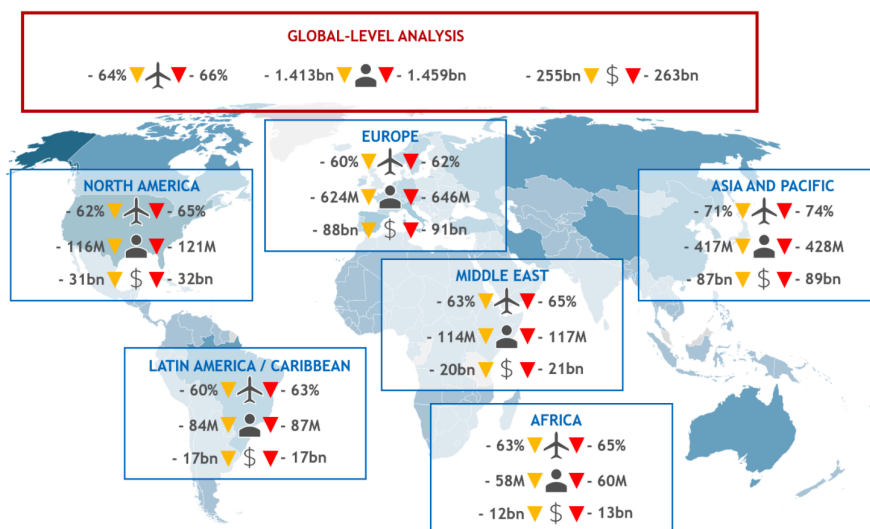 GLOBAL-LEVEL ANALYSIS
- 64% - 66% - 1.413bn - 1.459bn - 255bn $ - 263bn
EUROPE
- 60% - 62%
- 624M - 646M
- 88bn $ - 91bn
NORTH AMERICA
- 62% - 65%
- 116M - 121M
- 31bn $ - 32bn
ASIA AND PACIFIC
- 71% - 74%
- 417M - 428M
- 87bn $ - 89bn
MIDDLE EAST
- 63% - 65%
- 114M - 117M
- 20bn $ - 21bn
LATIN AMERICA / CARIBBEAN
- 60% - 63%
- 84M - 87M
- 17bn $ - 17bn
AFRICA
- 63% - 65%
- 58M - 60M
- 12bn $ - 13bn